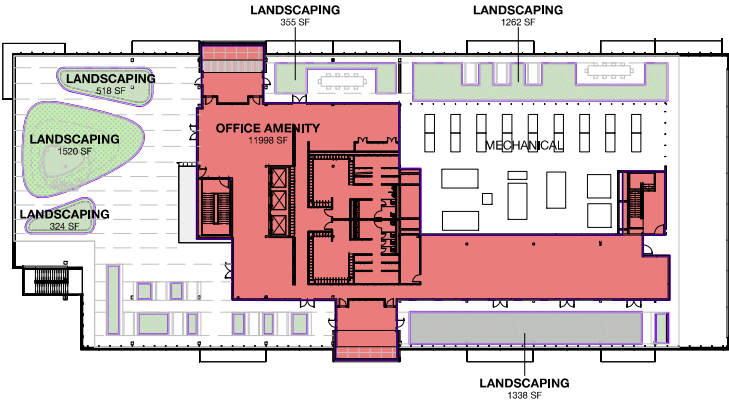 LANDSCAPING
355 SF
LANDSCAPING
1262 SF
LANDSCAPING
518 SF
OFFICE AMENITY
11998 SF
LANDSCAPING
1520 SF
MECHANICAL
LANDSCAPING
324 SF
LANDSCAPING
1338 SF